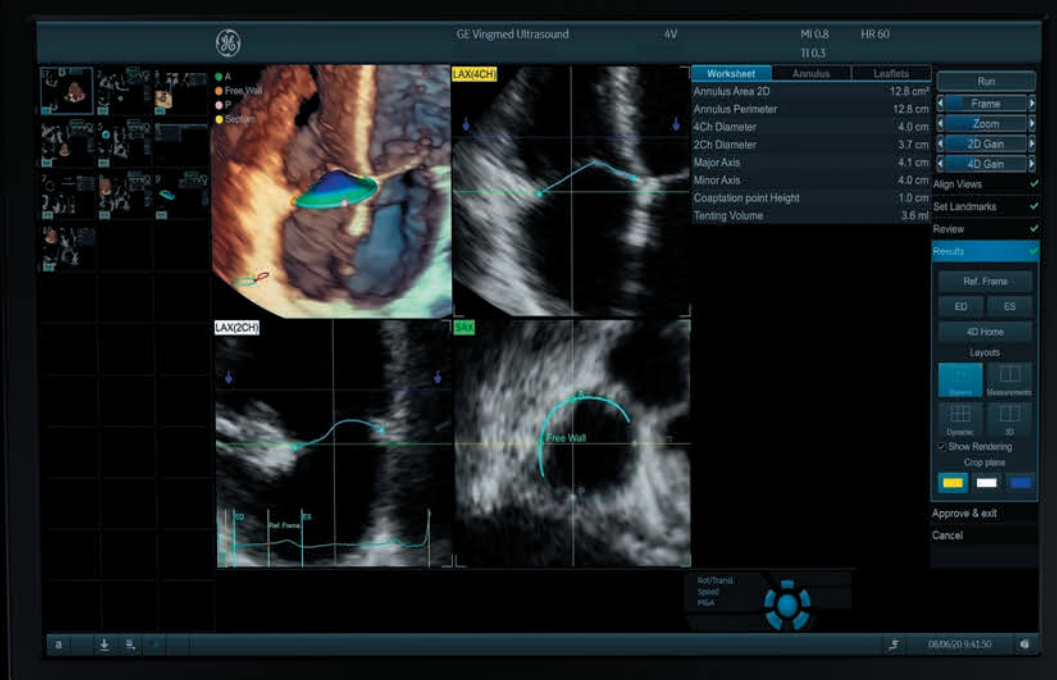 GE Vingmed Ultrasound 4V MI 0.8 HR 60
TI 0.3
A
Free Wall
P
Septum
LAX(4CH)
LAX(2CH)
ED
Ref. Frame
ES
SAX
A
Free Wall
P
Worksheet Annulus Leaflets
Annulus Area 2D 12.8 cm²
Annulus Perimeter 12.8 cm
4Ch Diameter 4.0 cm
2Ch Diameter 3.7 cm
Major Axis 4.1 cm
Minor Axis 4.0 cm
Coaptation point Height 1.0 cm
Tenting Volume 3.6 ml
Run
Frame
Zoom
2D Gain
4D Gain
Align Views
Set Landmarks
Review
Results
Ref. Frame
ED ES
4D Home
Layouts
Measurements
Dynamic 3D
Show Rendering
Crop plane
Approve & exit
Cancel
Rot/Transl.
Speed
M&A
a 08/06/20 9:41:50